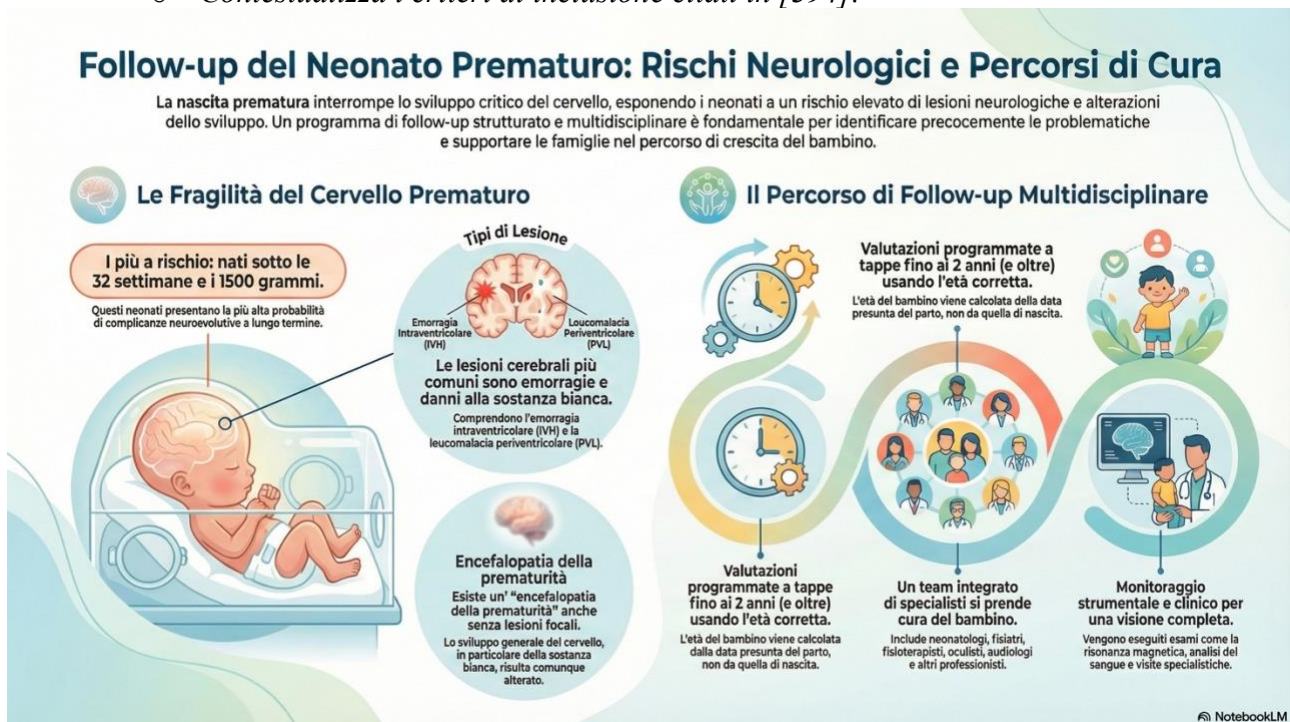 Contestualizza i criteri di inclusione citati in [394].
Follow-up del Neonato Prematuro: Rischi Neurologici e Percorsi di Cura
La nascita prematura interrompe lo sviluppo critico del cervello, esponendo i neonati a un rischio elevato di lesioni neurologiche e alterazioni
dello sviluppo. Un programma di follow-up strutturato e multidisciplinare è fondamentale per identificare precocemente le problematiche
e supportare le famiglie nel percorso di crescita del bambino.
Le Fragilità del Cervello Prematuro
I più a rischio: nati sotto le
32 settimane e i 1500 grammi.
Questi neonati presentano la più alta probabilità
di complicanze neuroevolutive a lungo termine.
Tipi di Lesione
Emorragia
Intraventricolare
(IVH)
Loucomalacia
Periventricolare
(PVL)
Le lesioni cerebrali più
comuni sono emorragie e
danni alla sostanza bianca.
Comprendono l'emorragia
intraventricolare (IVH) e la
leucomalacia periventricolare (PVL).
Encefalopatia della
prematurità
Esiste un' "encefalopatia
della prematurità" anche
senza lesioni focali.
Lo sviluppo generale del cervello,
in particolare della sostanza
bianca, risulta comunque
alterato.
Il Percorso di Follow-up Multidisciplinare
Valutazioni programmate a
tappe fino ai 2 anni (e oltre)
usando l'età corretta.
L'età del bambino viene calcolata della data
presunta del parto, non da quella di nascita.
Valutazioni
programmate a tappe
fino ai 2 anni (e oltre)
usando l'età corretta.
L'età del bambino viene calcolata
dalla data presunta del parto,
non da quella di nascita.
Un team integrato
di specialisti si prende
cura del bambino.
Include neonatologi, fisiatri,
fisioterapisti, oculisti, audiologi
e altri professionisti.
Monitoraggio
strumentale e clinico per
una visione completa.
Vengono eseguiti esami come la
risonanza magnetica, analisi del
sangue e visite specialistiche.
NotebookLM